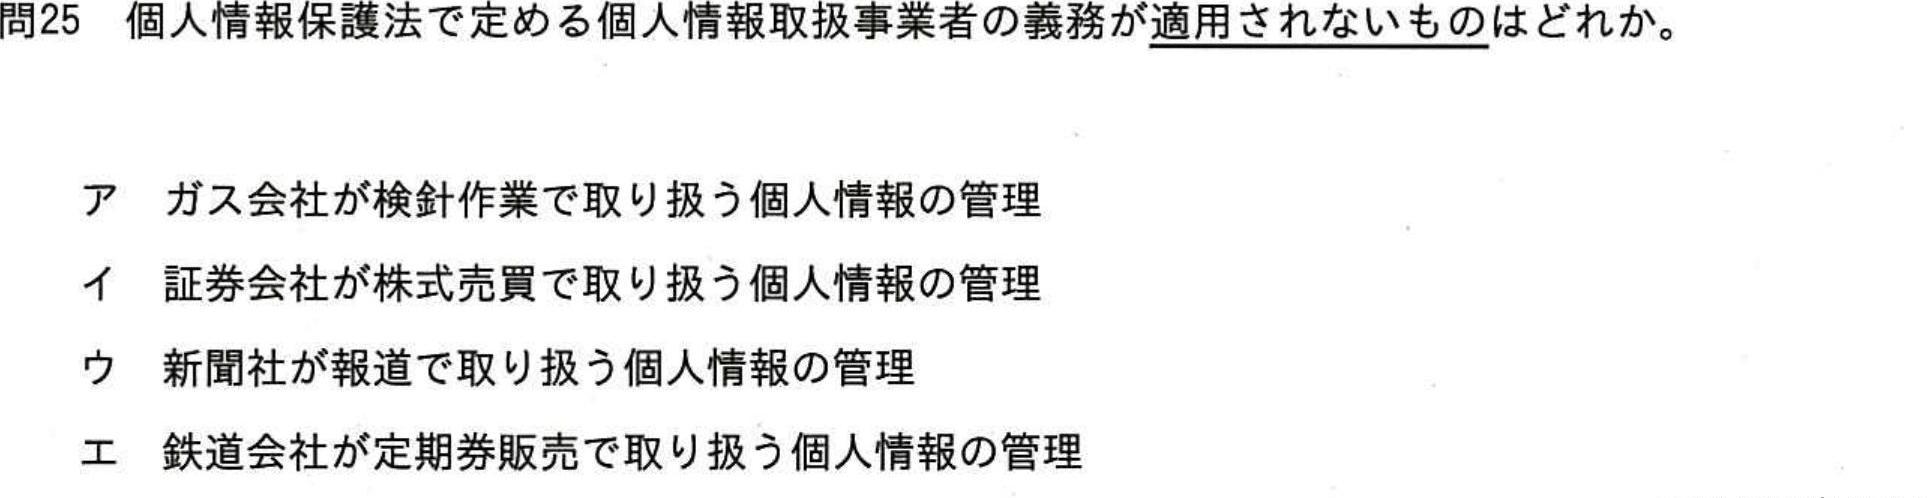 問25　個人情報保護法で定める個人情報取扱事業者の義務が適用されないものはどれか。
ア　ガス会社が検針作業で取り扱う個人情報の管理
イ　証券会社が株式売買で取り扱う個人情報の管理
ウ　新聞社が報道で取り扱う個人情報の管理
エ　鉄道会社が定期券販売で取り扱う個人情報の管理